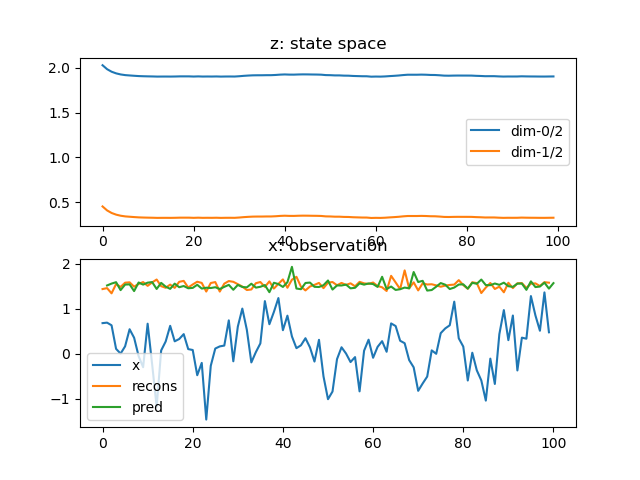 z: state space
2.0
1.5
1.0
0.5
dim-0/2
dim-1/2
0 20 40 60 80 100
x: observation
2
1
0
−1
x
recons
pred
0 20 40 60 80 100